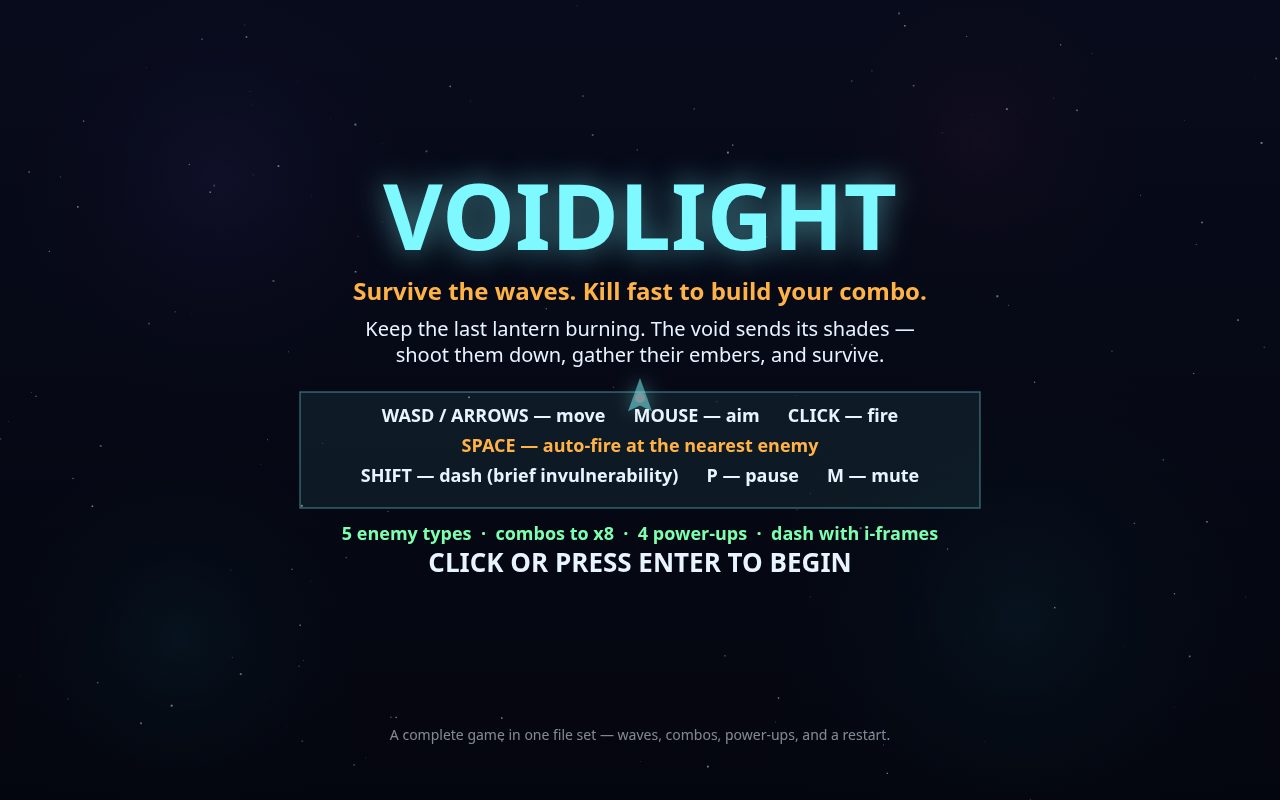 VOIDLIGHT
Survive the waves. Kill fast to build your combo.
Keep the last lantern burning. The void sends its shades —
shoot them down, gather their embers, and survive.
WASD / ARROWS — move MOUSE — aim CLICK — fire
SPACE — auto-fire at the nearest enemy
SHIFT — dash (brief invulnerability) P — pause M — mute
5 enemy types · combos to x8 · 4 power-ups · dash with i-frames
CLICK OR PRESS ENTER TO BEGIN
A complete game in one file set — waves, combos, power-ups, and a restart.